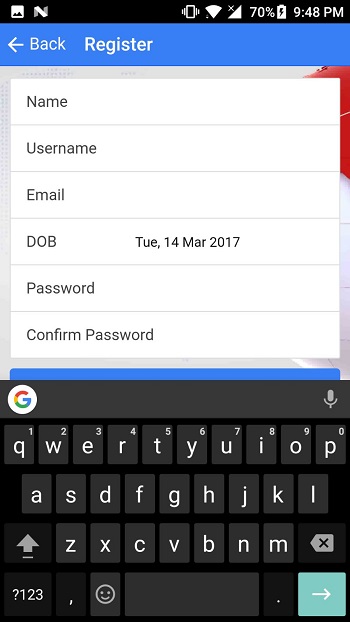 70% 9:48 PM
Back Register
Name
Username
Email
DOB Tue, 14 Mar 2017
Password
Confirm Password
1 2 3 4 5 6 7 8 9 0
q w e r t y u i o p
a s d f g h j k l
z x c v b n m
?123 , .